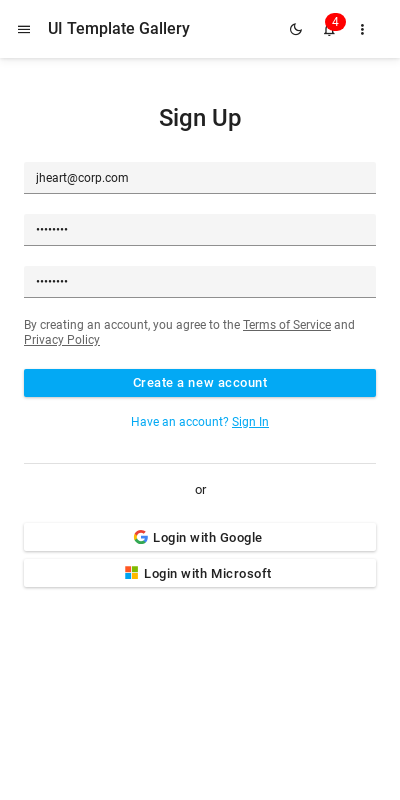 UI Template Gallery
4
Sign Up
jheart@corp.com
••••••••
••••••••
By creating an account, you agree to the Terms of Service and
Privacy Policy
Create a new account
Have an account? Sign In
or
Login with Google
Login with Microsoft